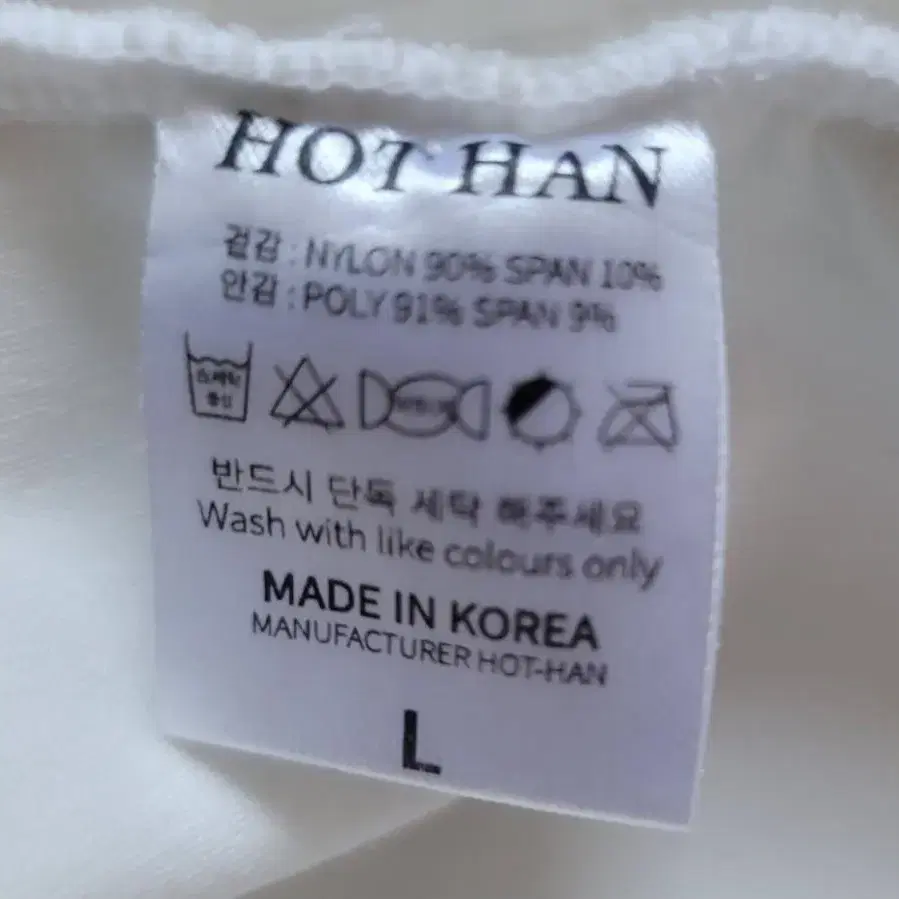 HOT HAN
겉감 : NYLON 90% SPAN 10%
안감 : POLY 91% SPAN 9%
반드시 단독 세탁 해주세요
Wash with like colours only
MADE IN KOREA
MANUFACTURER HOT-HAN
L